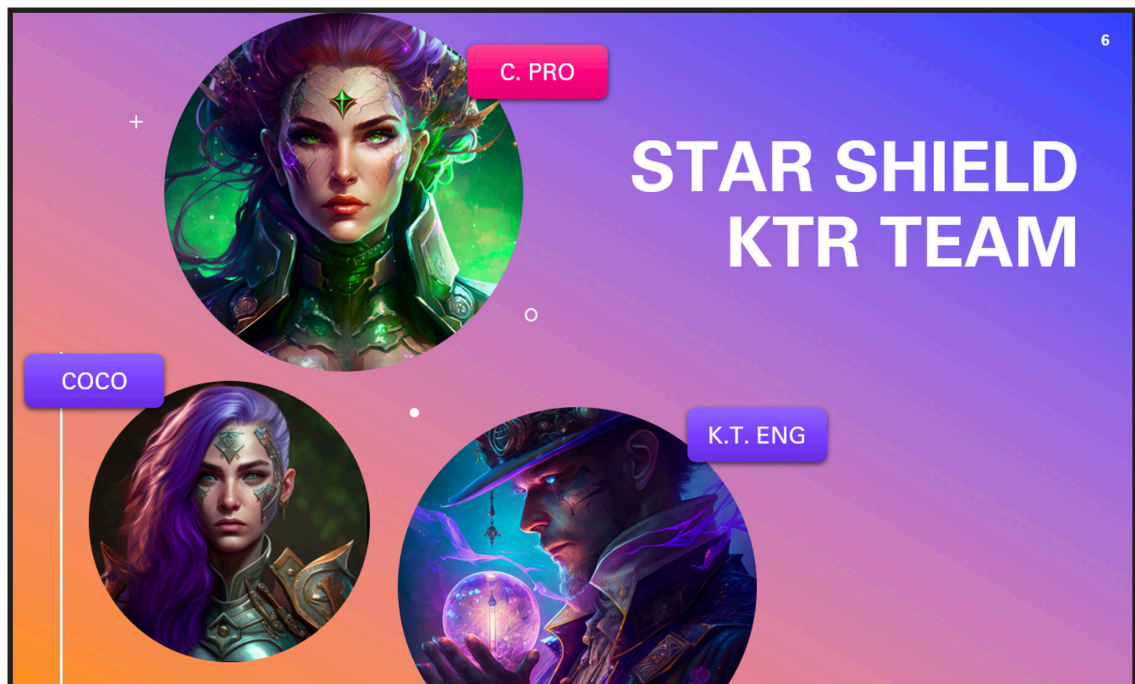 6
C. PRO
STAR SHIELD
KTR TEAM
COCO
K.T. ENG